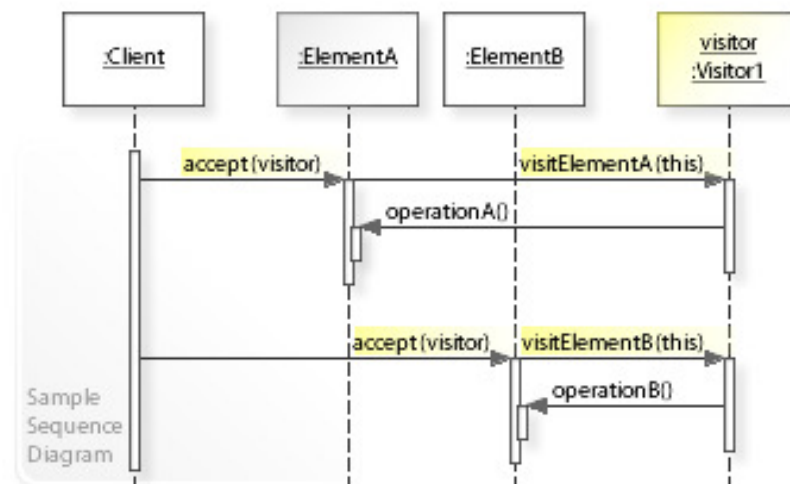 :Client
:ElementA
:ElementB
visitor
:Visitor1
accept(visitor)
visitElementA(this)
operationA()
accept(visitor)
visitElementB(this)
operationB()
Sample
Sequence
Diagram